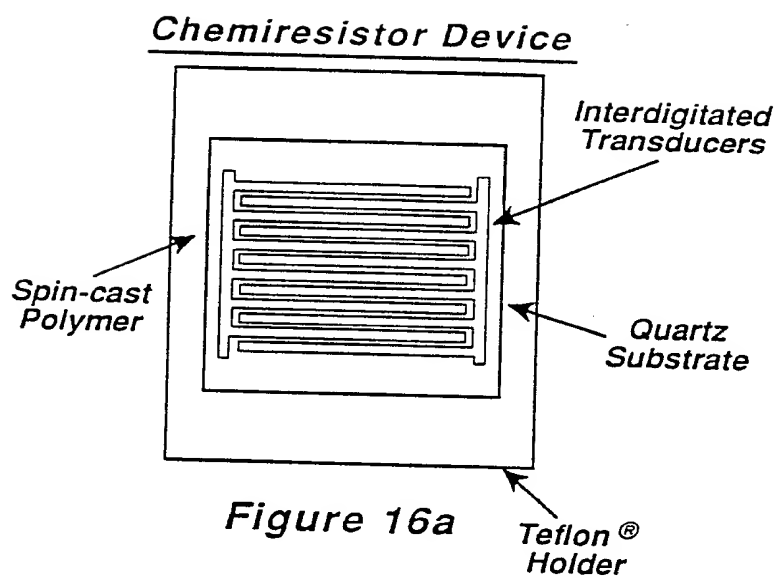 Chemiresistor Device
Interdigitated
Transducers
Spin-cast
Polymer
Quartz
Substrate
Figure 16a
Teflon ®
Holder